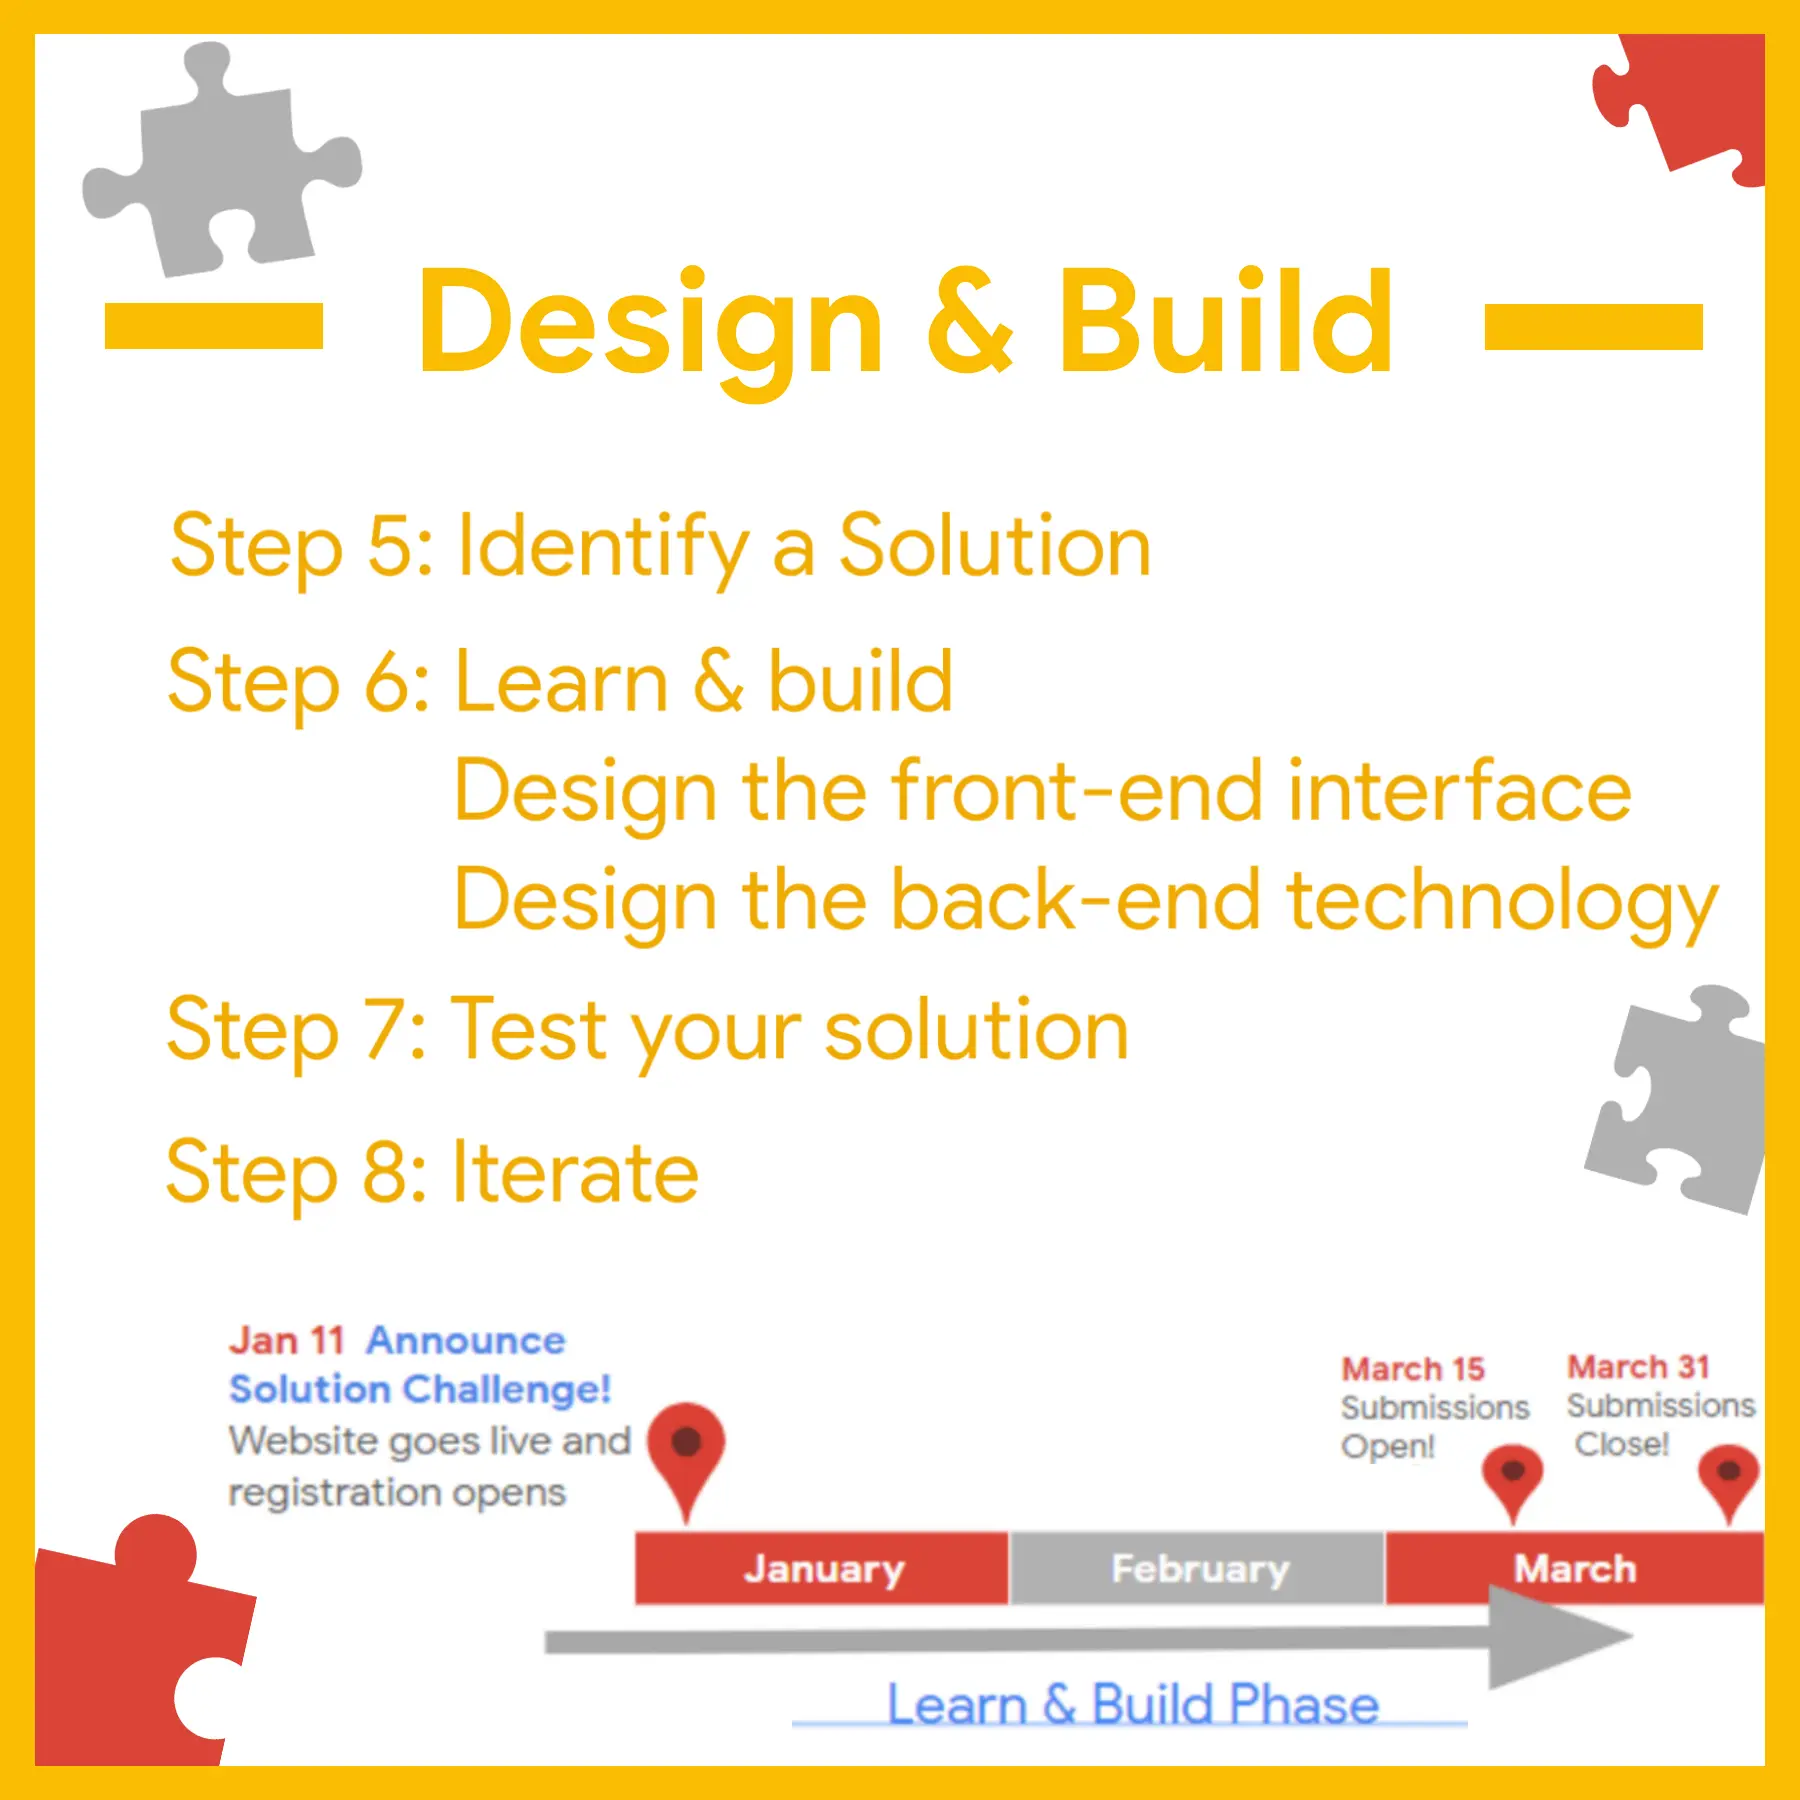 Design & Build
Step 5: Identify a Solution
Step 6: Learn & build
Design the front-end interface
Design the back-end technology
Step 7: Test your solution
Step 8: Iterate
Jan 11 Announce
Solution Challenge!
Website goes live and
registration opens
March 15
Submissions
Open!
March 31
Submissions
Close!
January
February
March
Learn & Build Phase